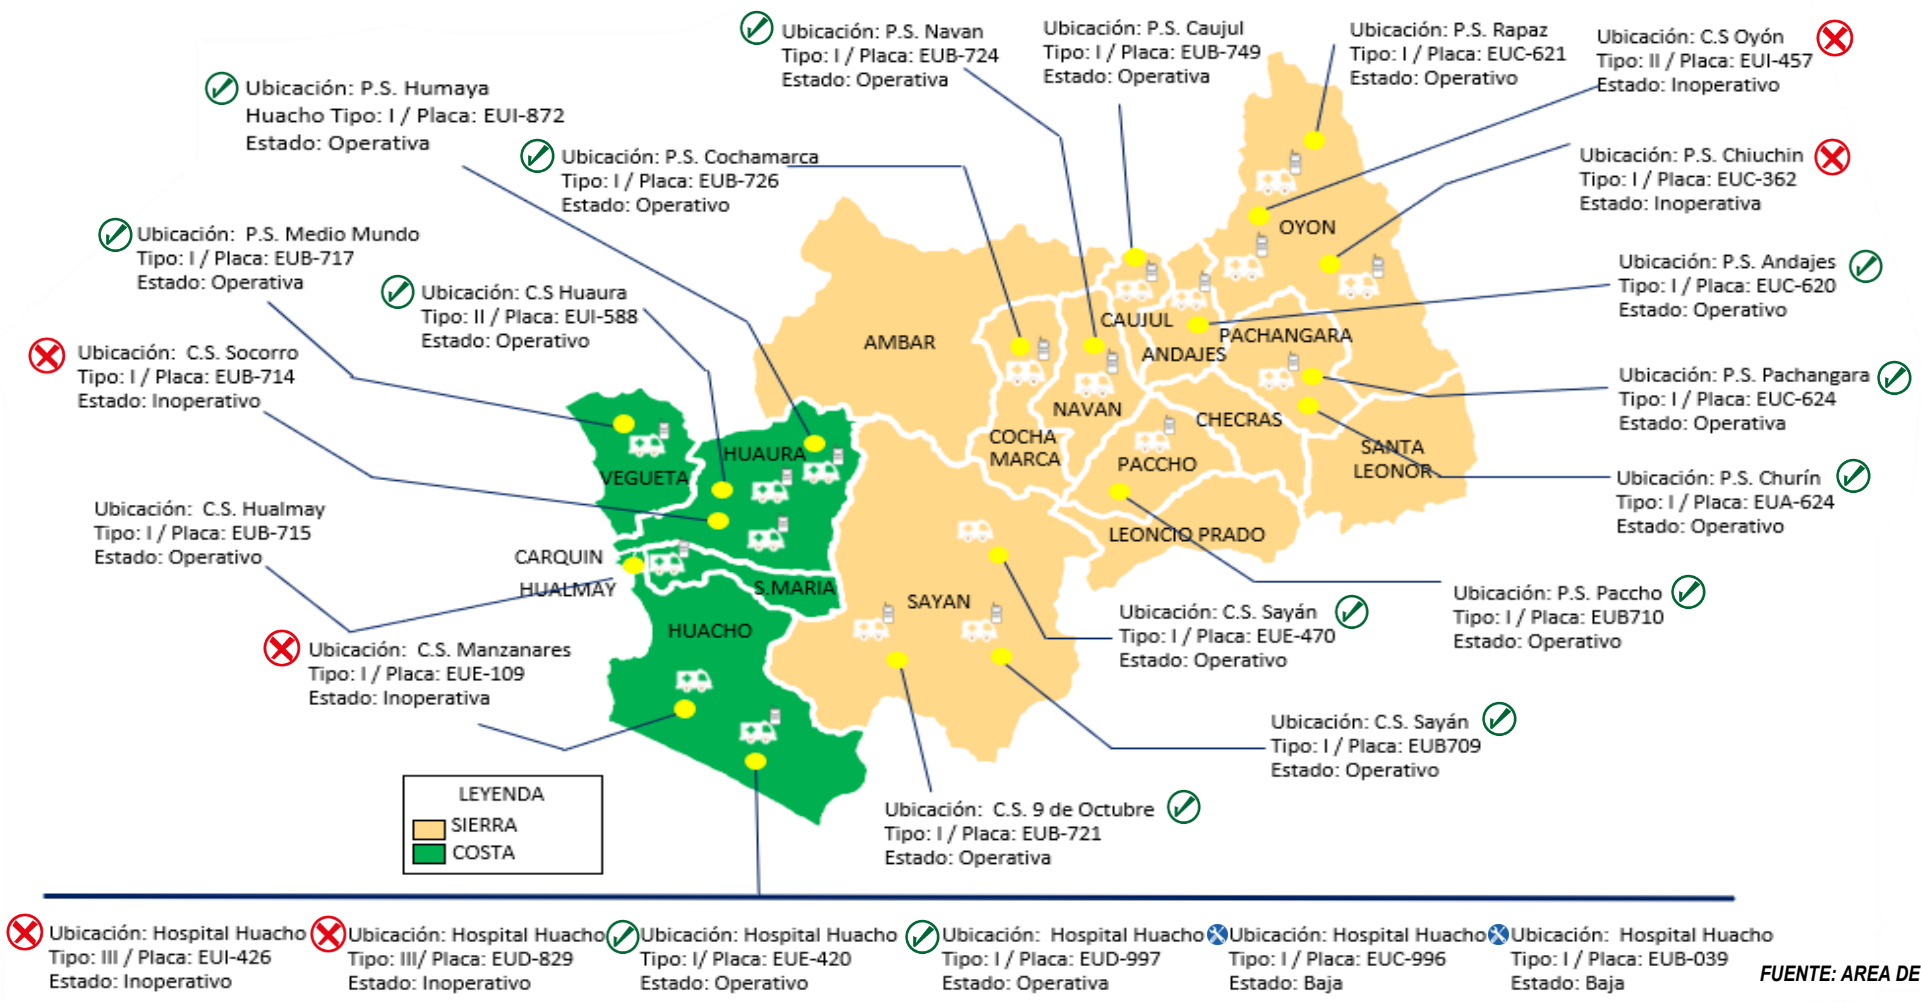 Ubicación: P.S. Navan
Tipo: I / Placa: EUB-724
Estado: Operativa
Ubicación: P.S. Caujul
Tipo: I / Placa: EUB-749
Estado: Operativa
Ubicación: P.S. Rapaz
Tipo: I / Placa: EUC-621
Estado: Operativo
Ubicación: C.S Oyón
Tipo: II / Placa: EUI-457
Estado: Inoperativo
Ubicación: P.S. Humaya
Huacho Tipo: I / Placa: EUI-872
Estado: Operativa
Ubicación: P.S. Cochamarca
Tipo: I / Placa: EUB-726
Estado: Operativo
Ubicación: P.S. Chiuchin
Tipo: I / Placa: EUC-362
Estado: Inoperativa
Ubicación: P.S. Medio Mundo
Tipo: I / Placa: EUB-717
Estado: Operativa
Ubicación: C.S Huaura
Tipo: II / Placa: EUI-588
Estado: Operativo
Ubicación: P.S. Andajes
Tipo: I / Placa: EUC-620
Estado: Operativo
Ubicación: C.S. Socorro
Tipo: I / Placa: EUB-714
Estado: Inoperativo
Ubicación: P.S. Pachangara
Tipo: I / Placa: EUC-624
Estado: Operativa
Ubicación: P.S. Churín
Tipo: I / Placa: EUA-624
Estado: Operativo
Ubicación: C.S. Hualmay
Tipo: I / Placa: EUB-715
Estado: Operativo
OYON
AMBAR
CAUJUL
PACHANGARA
ANDAJES
NAVAN
CHECRAS
COCHA
MARCA
SANTA
LEONOR
PACCHO
HUAURA
VEGUETA
LEONCIO PRADO
CARQUIN
HUALMAY
S.MARIA
SAYAN
HUACHO
Ubicación: P.S. Paccho
Tipo: I / Placa: EUB710
Estado: Operativo
Ubicación: C.S. Sayán
Tipo: I / Placa: EUE-470
Estado: Operativo
Ubicación: C.S. Manzanares
Tipo: I / Placa: EUE-109
Estado: Inoperativa
Ubicación: C.S. Sayán
Tipo: I / Placa: EUB709
Estado: Operativo
Ubicación: C.S. 9 de Octubre
Tipo: I / Placa: EUB-721
Estado: Operativa
LEYENDA
SIERRA
COSTA
Ubicación: Hospital Huacho
Tipo: III / Placa: EUI-426
Estado: Inoperativo
Ubicación: Hospital Huacho
Tipo: III/ Placa: EUD-829
Estado: Inoperativo
Ubicación: Hospital Huacho
Tipo: I/ Placa: EUE-420
Estado: Operativo
Ubicación: Hospital Huacho
Tipo: I / Placa: EUD-997
Estado: Operativa
Ubicación: Hospital Huacho
Tipo: I / Placa: EUC-996
Estado: Baja
Ubicación: Hospital Huacho
Tipo: I / Placa: EUB-039
Estado: Baja
FUENTE: AREA DE